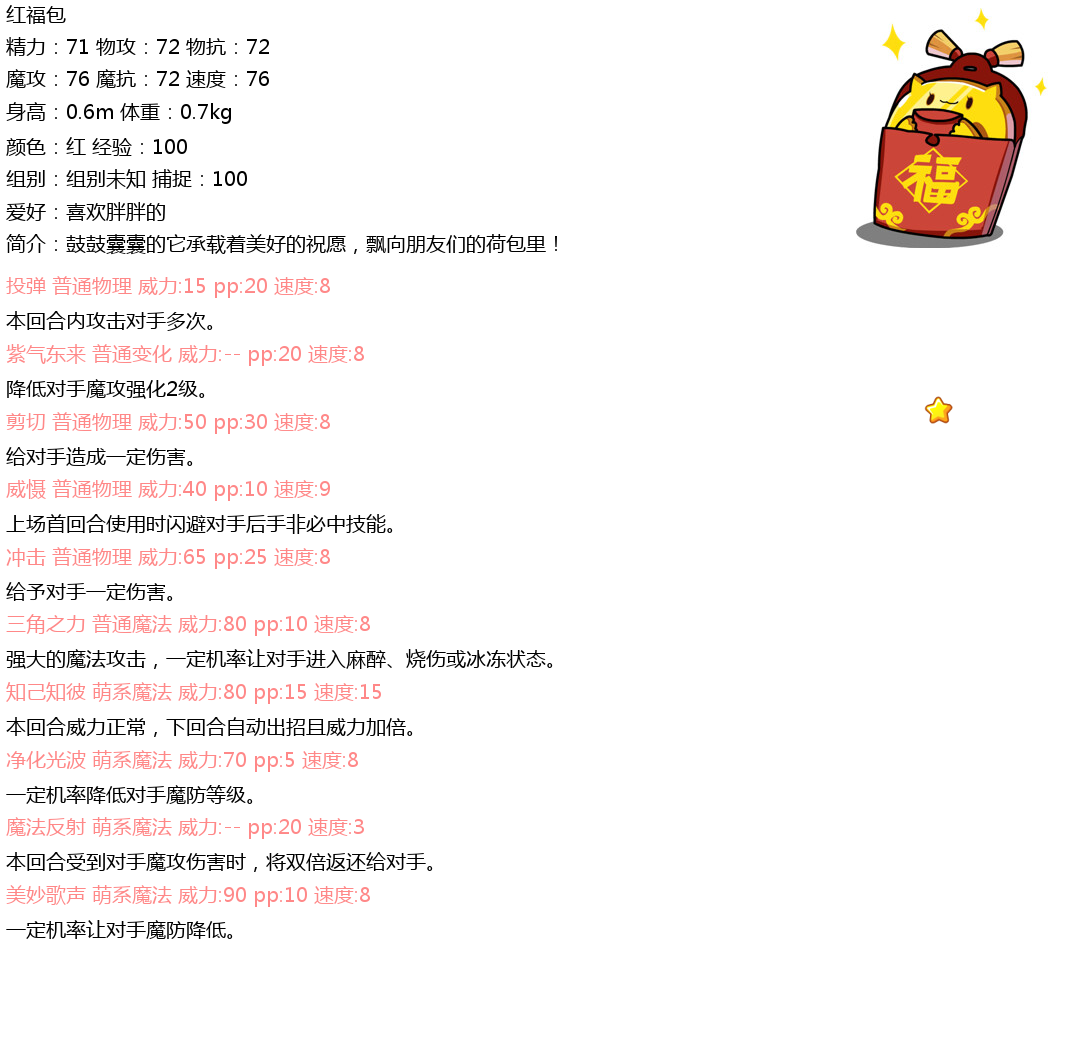 红福包
精力：71 物攻：72 物抗：72
魔攻：76 魔抗：72 速度：76
身高：0.6m 体重：0.7kg
颜色：红 经验：100
组别：组别未知 捕捉：100
爱好：喜欢胖胖的
简介：鼓鼓囊囊的它承载着美好的祝愿，飘向朋友们的荷包里！
福
投弹 普通物理 威力:15 pp:20 速度:8
本回合内攻击对手多次。
紫气东来 普通变化 威力:-- pp:20 速度:8
降低对手魔攻强化2级。
剪切 普通物理 威力:50 pp:30 速度:8
给对手造成一定伤害。
威慑 普通物理 威力:40 pp:10 速度:9
上场首回合使用时闪避对手后手非必中技能。
冲击 普通物理 威力:65 pp:25 速度:8
给予对手一定伤害。
三角之力 普通魔法 威力:80 pp:10 速度:8
强大的魔法攻击，一定机率让对手进入麻醉、烧伤或冰冻状态。
知己知彼 萌系魔法 威力:80 pp:15 速度:15
本回合威力正常，下回合自动出招且威力加倍。
净化光波 萌系魔法 威力:70 pp:5 速度:8
一定机率降低对手魔防等级。
魔法反射 萌系魔法 威力:-- pp:20 速度:3
本回合受到对手魔攻伤害时，将双倍返还给对手。
美妙歌声 萌系魔法 威力:90 pp:10 速度:8
一定机率让对手魔防降低。